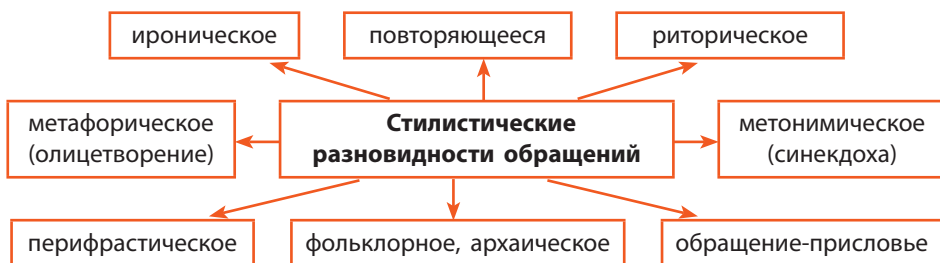 ироническое
повторяющееся
риторическое
метафорическое
(олицетворение)
Стилистические
разновидности обращений
метонимическое
(синекдоха)
перифрастическое
фольклорное, архаическое
обращение-присловье